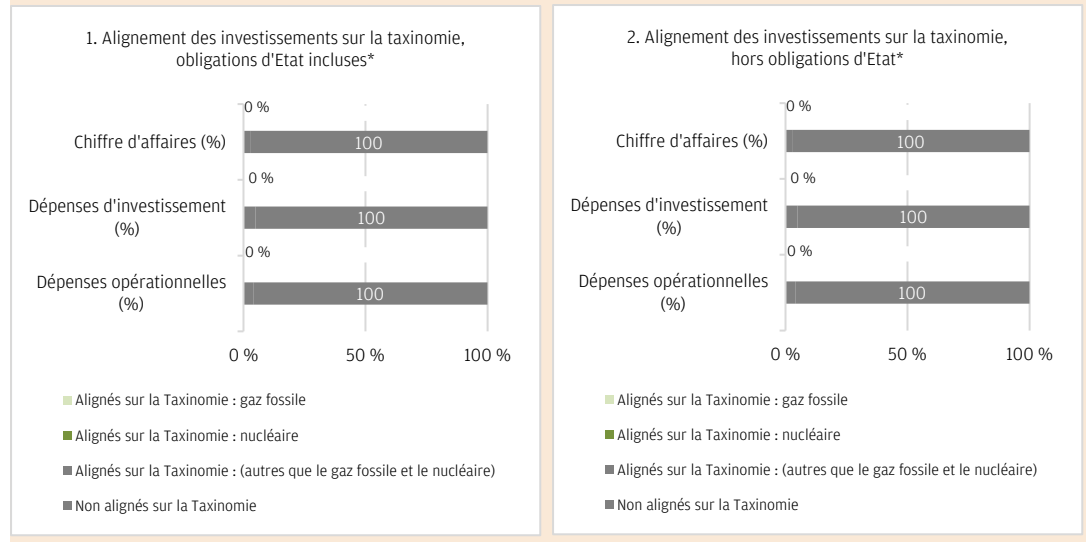 1. Alignement des investissements sur la taxinomie,
obligations d'Etat incluses*
0 %
Chiffre d'affaires (%)
100
0 %
Dépenses d'investissement
(%)
100
0 %
Dépenses opérationnelles
(%)
100
0 %
50 %
100 %
Alignés sur la Taxinomie : gaz fossile
Alignés sur la Taxinomie : nucléaire
Alignés sur la Taxinomie : (autres que le gaz fossile et le nucléaire)
Non alignés sur la Taxinomie
2. Alignement des investissements sur la taxinomie,
hors obligations d'Etat*
0 %
Chiffre d'affaires (%)
100
0 %
Dépenses d'investissement
(%)
100
0 %
Dépenses opérationnelles
(%)
100
0 %
50 %
100 %
Alignés sur la Taxinomie : gaz fossile
Alignés sur la Taxinomie : nucléaire
Alignés sur la Taxinomie : (autres que le gaz fossile et le nucléaire)
Non alignés sur la Taxinomie